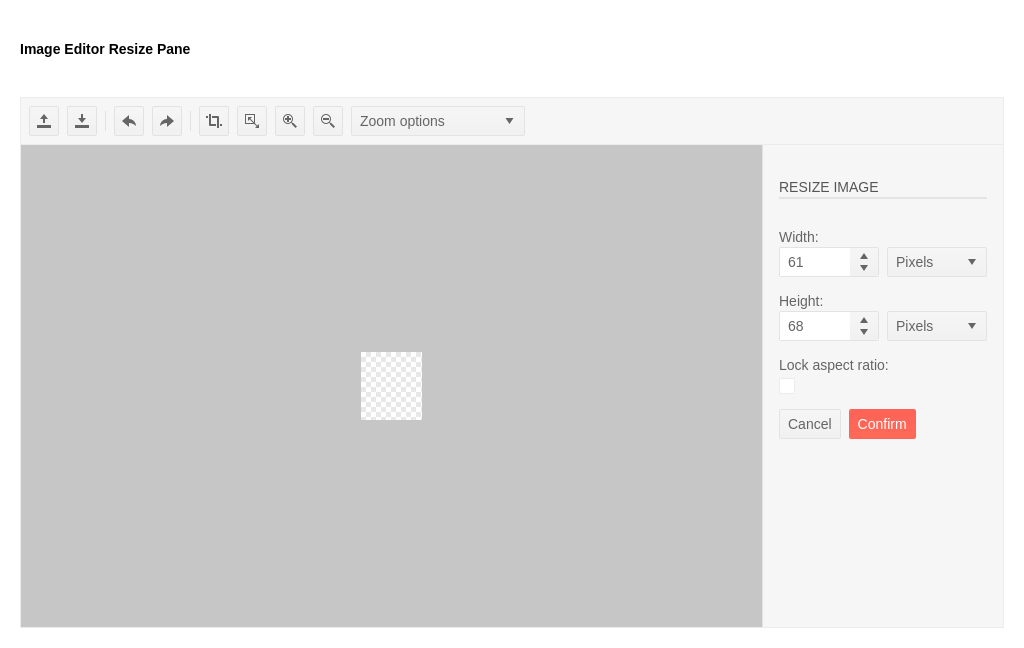 Image Editor Resize Pane
Zoom options
RESIZE IMAGE
Width:
61 Pixels
Height:
68 Pixels
Lock aspect ratio:
Cancel Confirm